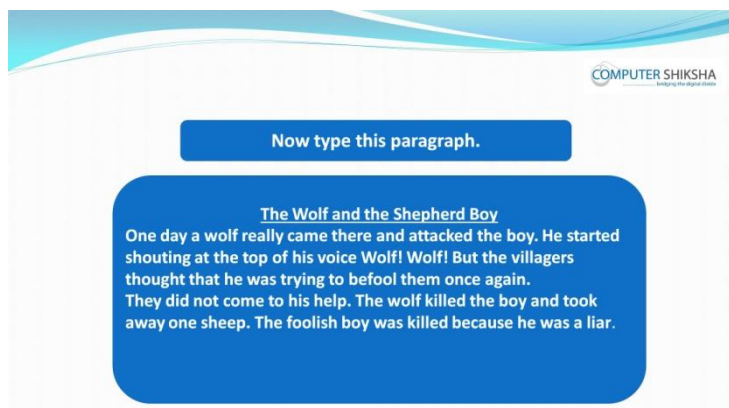 COMPUTER SHIKSHA
bridging the digital divide
Now type this paragraph.
The Wolf and the Shepherd Boy
One day a wolf really came there and attacked the boy. He started
shouting at the top of his voice Wolf! Wolf! But the villagers
thought that he was trying to befool them once again.
They did not come to his help. The wolf killed the boy and took
away one sheep. The foolish boy was killed because he was a liar.